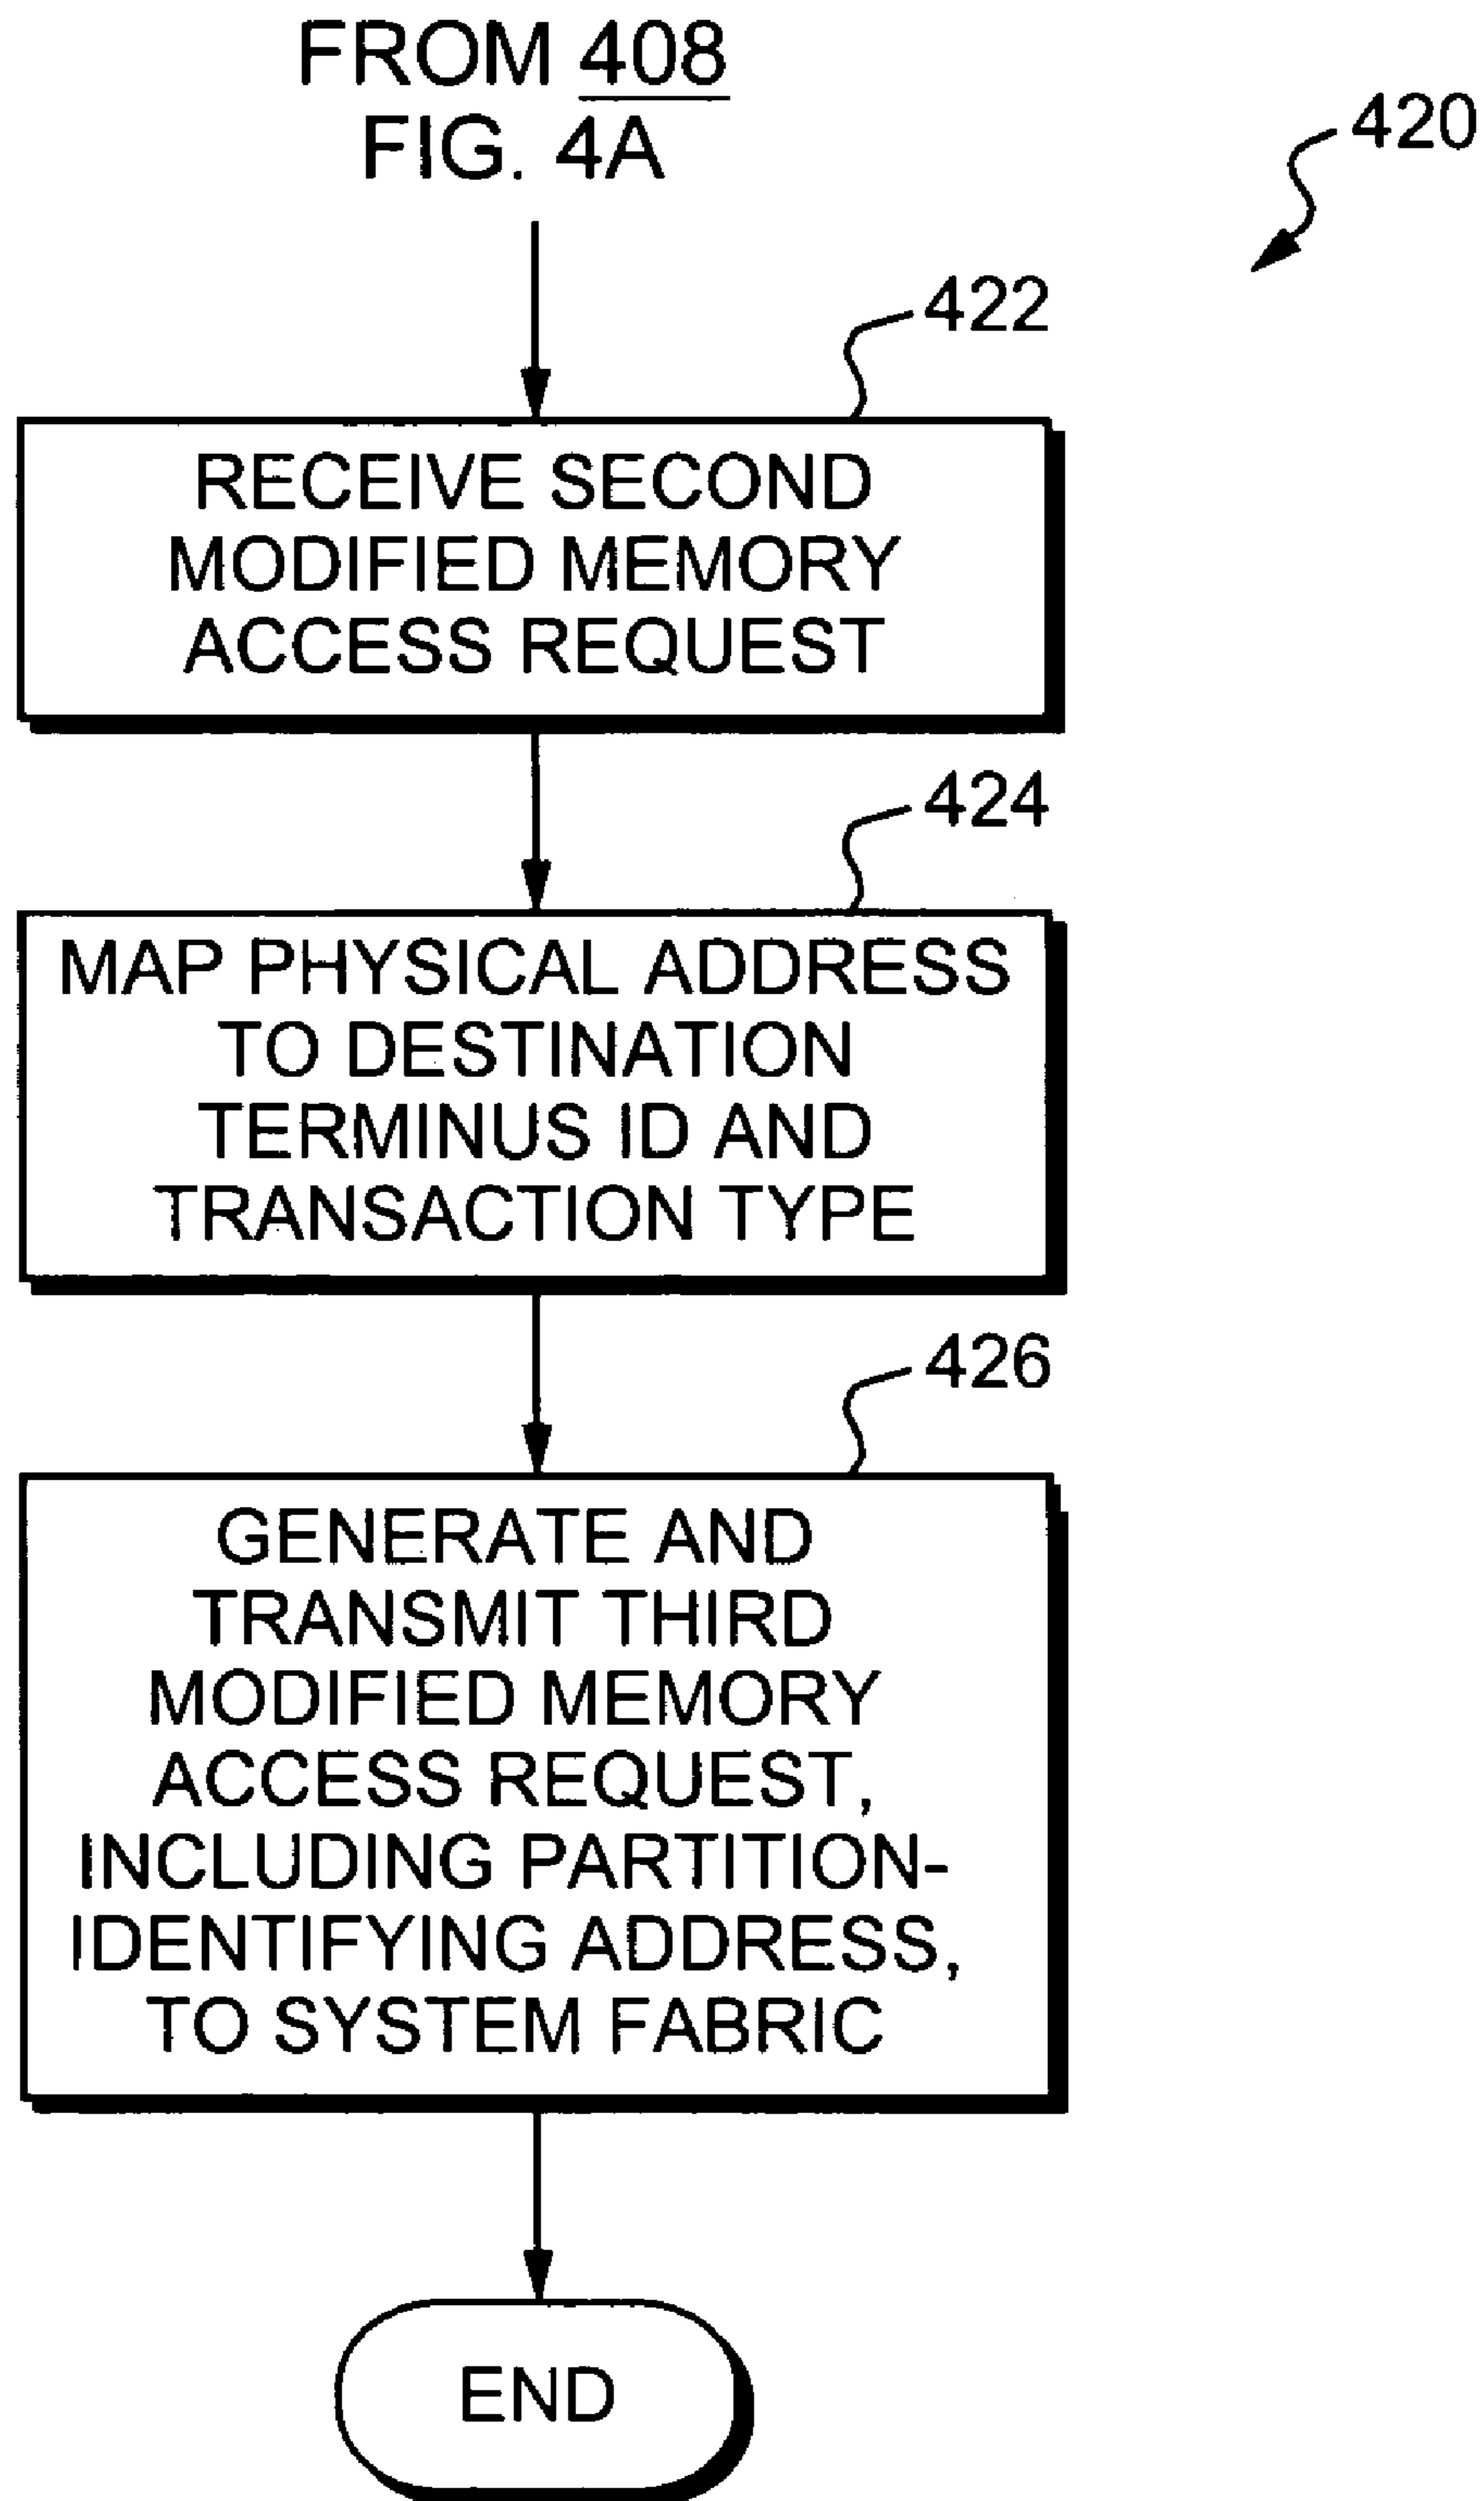 FROM 408
FIG. 4A
420
422
RECEIVE SECOND
MODIFIED MEMORY
ACCESS REQUEST
424
MAP PHYSICAL ADDRESS
TO DESTINATION
TERMINUS ID AND
TRANSACTION TYPE
426
GENERATE AND
TRANSMIT THIRD
MODIFIED MEMORY
ACCESS REQUEST,
INCLUDING PARTITION-
IDENTIFYING ADDRESS,
TO SYSTEM FABRIC
END